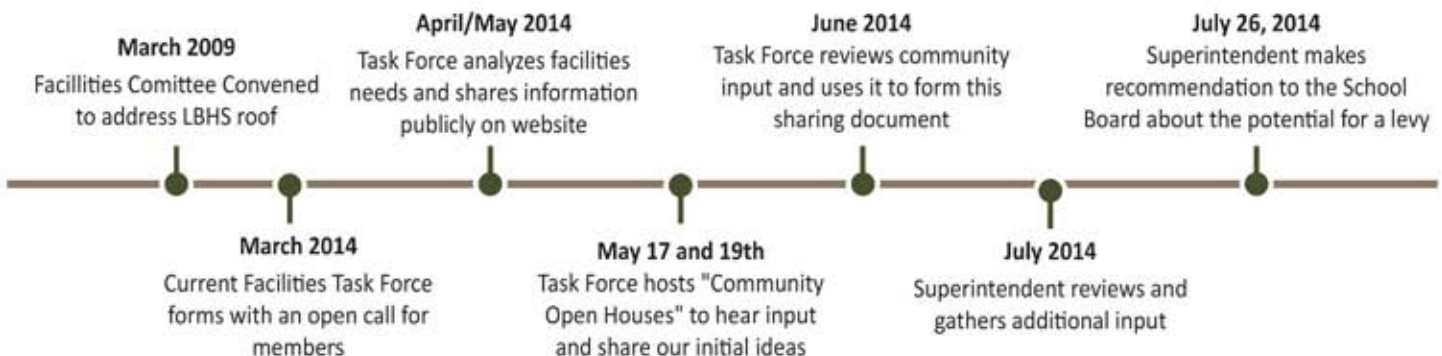 March 2009
Facillities Comittee Convened
to address LBHS roof
March 2014
Current Facilities Task Force
forms with an open call for
members
April/May 2014
Task Force analyzes facilities
needs and shares information
publicly on website
May 17 and 19th
Task Force hosts "Community
Open Houses" to hear input
and share our initial ideas
June 2014
Task Force reviews community
input and uses it to form this
sharing document
July 2014
Superintendent reviews and
gathers additional input
July 26, 2014
Superintendent makes
recommendation to the School
Board about the potential for a levy